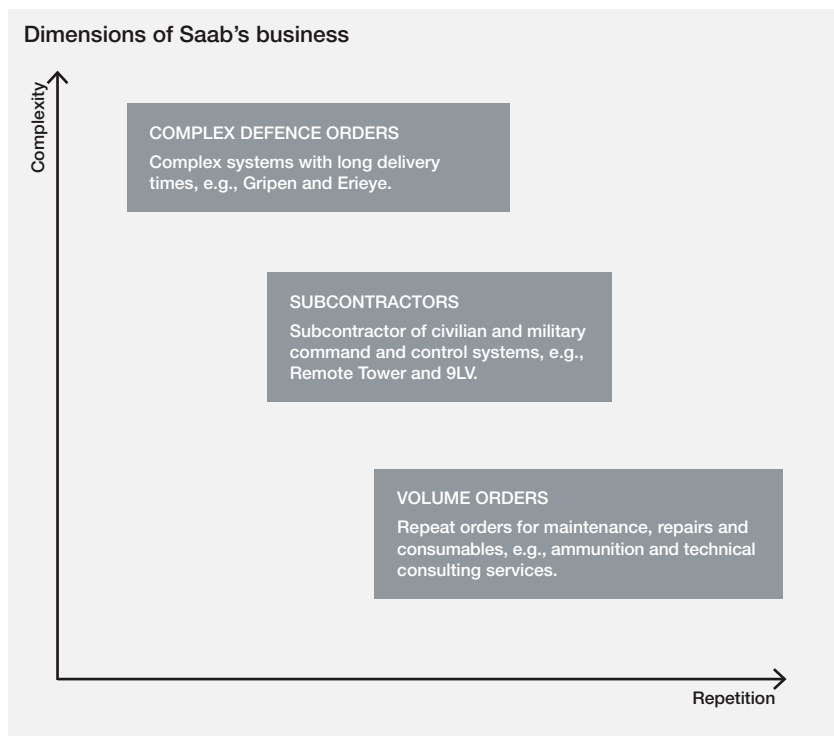 Dimensions of Saab's business
Complexity
COMPLEX DEFENCE ORDERS
Complex systems with long delivery
times, e.g., Gripen and Erieye.
SUBCONTRACTORS
Subcontractor of civilian and military
command and control systems, e.g.,
Remote Tower and 9LV.
VOLUME ORDERS
Repeat orders for maintenance, repairs and
consumables, e.g., ammunition and technical
consulting services.
Repetition